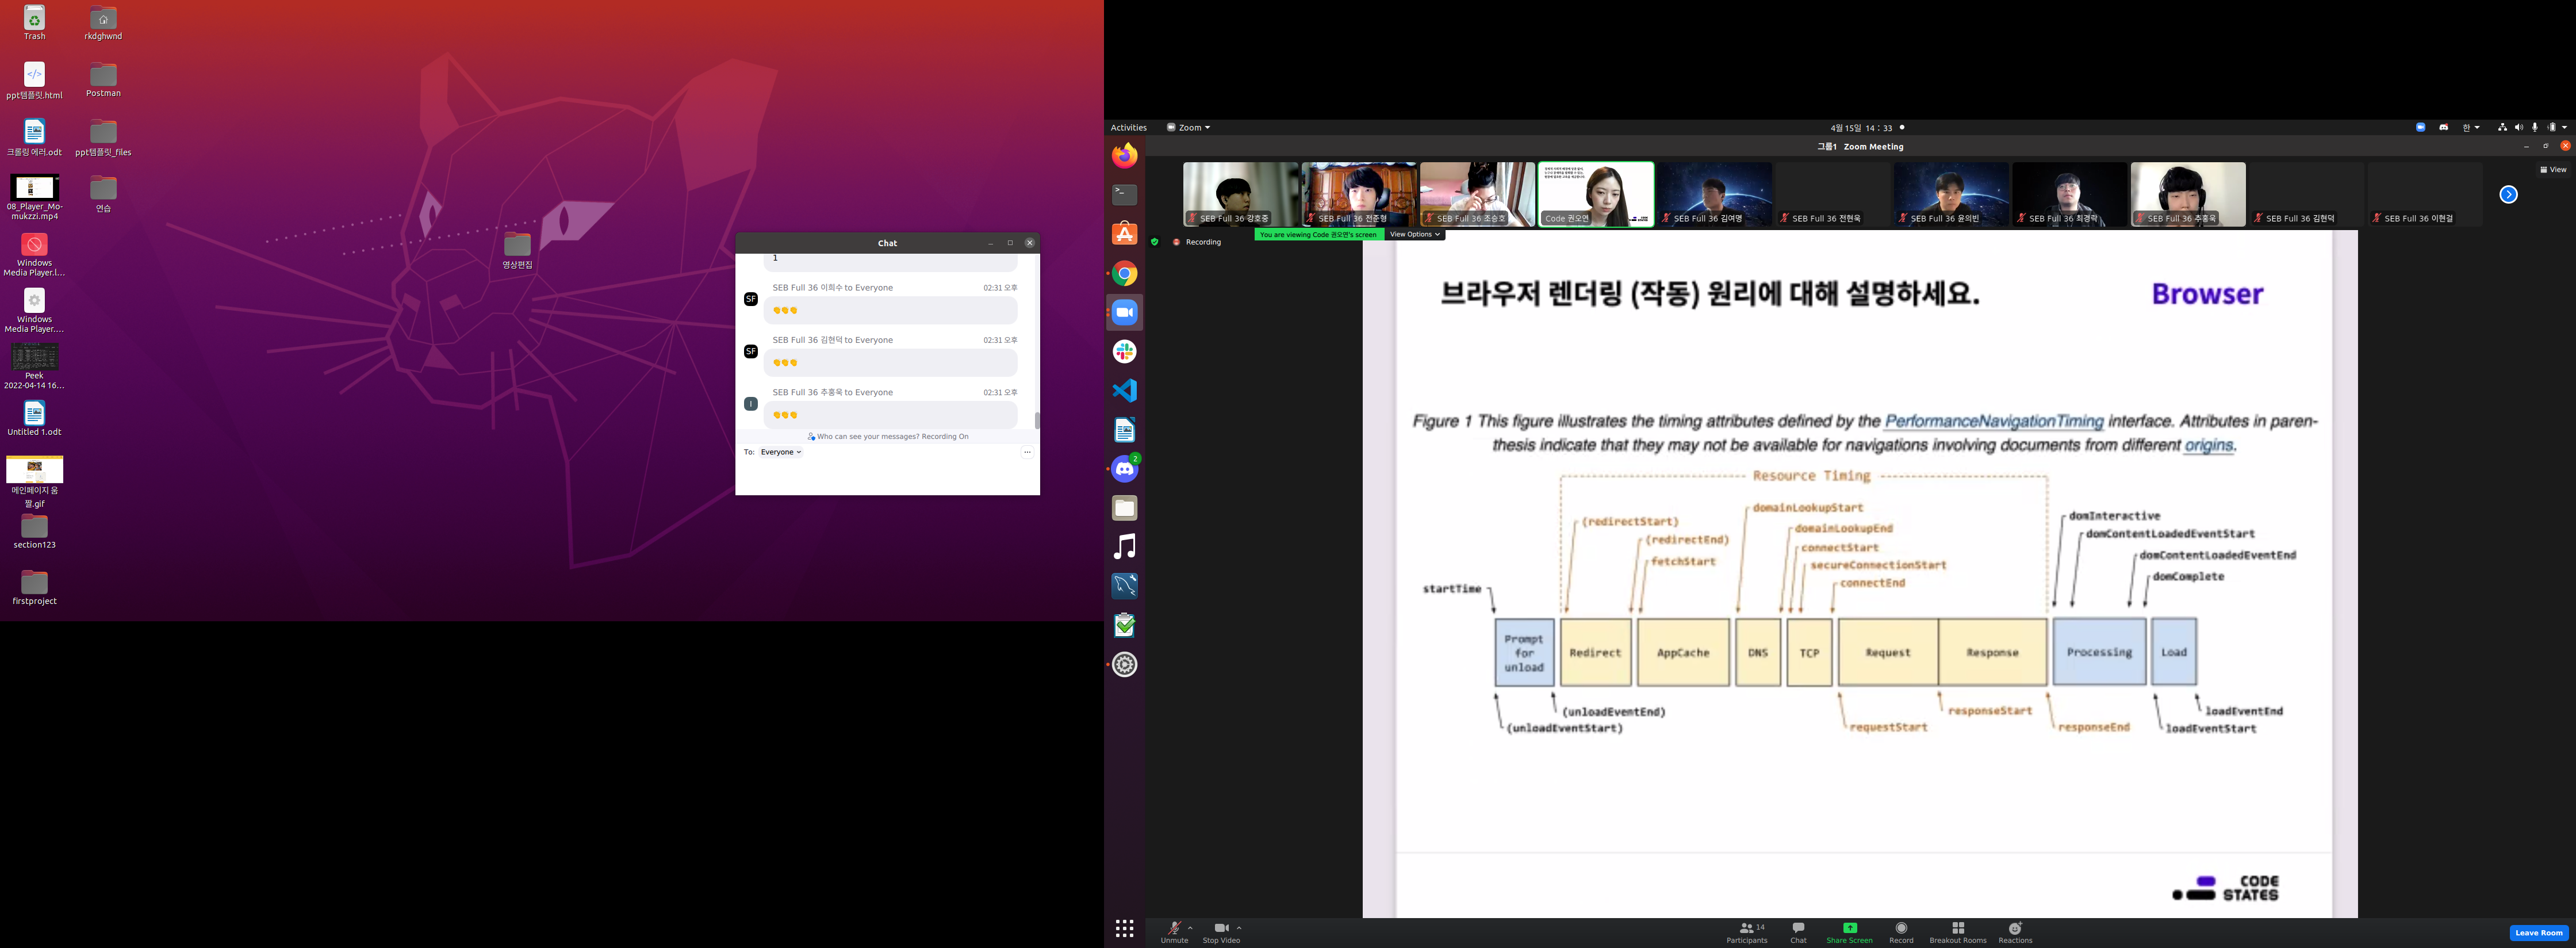 Trash
rkdghwnd
ppt템플릿.html
Postman
크롤링 에러.odt
ppt템플릿_files
08_Player_Mo-
mukzzi.mp4
연습
Windows
Media Player.l…
영상편집
Windows
Media Player.…
Peek
2022-04-14 16…
Untitled 1.odt
메인페이지 움
짤.gif
section123
firstproject
Chat
1
SEB Full 36 이희수 to Everyone
02:31 오후
SF
SEB Full 36 김현덕 to Everyone
02:31 오후
SF
SEB Full 36 추홍욱 to Everyone
02:31 오후
I
Who can see your messages? Recording On
To: Everyone
Activities
Zoom
4월 15일 14 : 33
한
그룹1 Zoom Meeting
View
SEB Full 36 강호중
SEB Full 36 전준형
SEB Full 36 조승호
Code 권오연
SEB Full 36 김여명
SEB Full 36 전현욱
SEB Full 36 윤의빈
SEB Full 36 최경락
SEB Full 36 추홍욱
SEB Full 36 김현덕
SEB Full 36 이현걸
You are viewing Code 권오연's screen
View Options
Recording
브라우저 렌더링 (작동) 원리에 대해 설명하세요.
Browser
Figure 1 This figure illustrates the timing attributes defined by the PerformanceNavigationTiming interface. Attributes in paren-
thesis indicate that they may not be available for navigations involving documents from different origins.
Resource Timing
domainLookupStart
(redirectStart)
domainLookupEnd
domInteractive
(redirectEnd)
connectStart
domContentLoadedEventStart
fetchStart
secureConnectionStart
domContentLoadedEventEnd
connectEnd
domComplete
startTime
Prompt
for
unload
Redirect
AppCache
DNS
TCP
Request
Response
Processing
Load
(unloadEventEnd)
responseStart
loadEventEnd
(unloadEventStart)
requestStart
responseEnd
loadEventStart
CODE
STATES
2
Unmute
Stop Video
14
Participants
Chat
Share Screen
Record
Breakout Rooms
Reactions
Leave Room